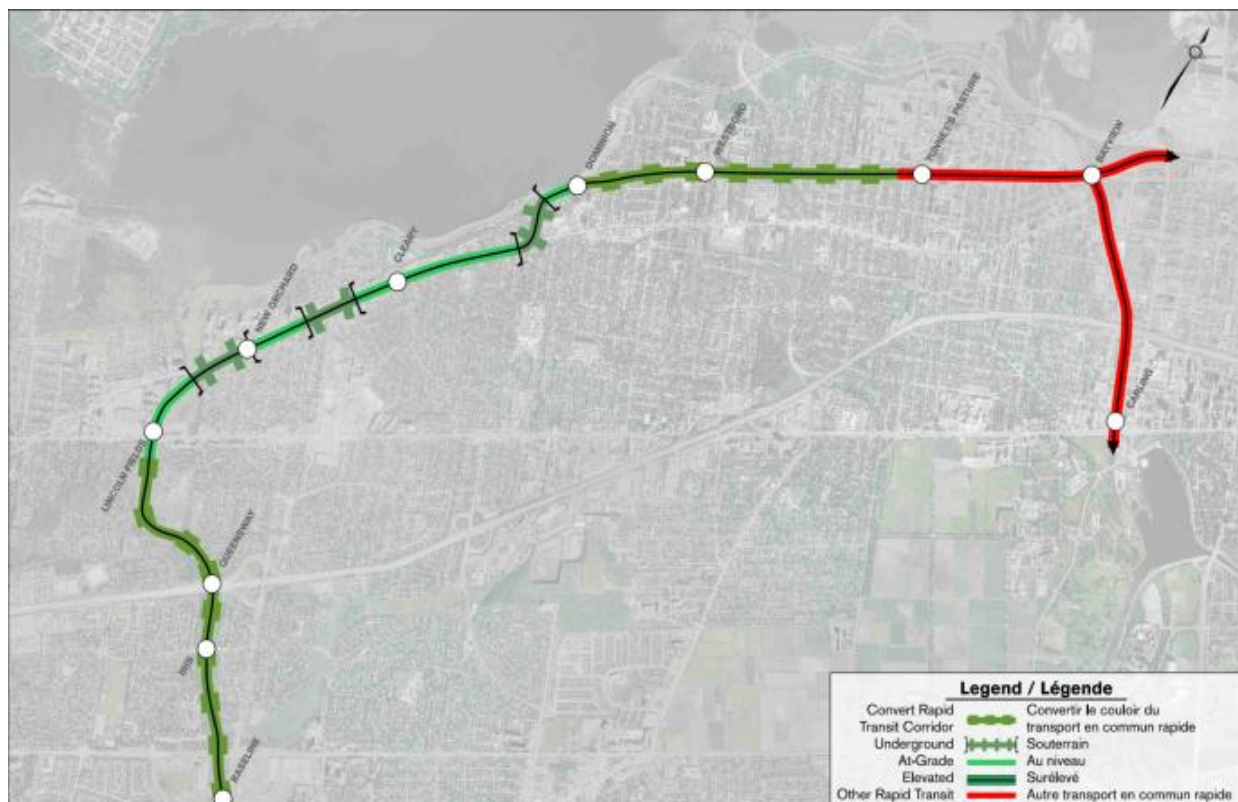 DOMINION
WESTBORO
TUNNEY'S PASTURE
BAYVIEW
CLEARY
NEW ORCHARD
CARLING
LINCOLN FIELDS
QUEENSWAY
IRIS
BASELINE
Legend / Légende
Convert Rapid Transit Corridor
Convertir le couloir du transport en commun rapide
Underground
Souterrain
At-Grade
Au niveau
Elevated
Surélevé
Other Rapid Transit
Autre transport en commun rapide